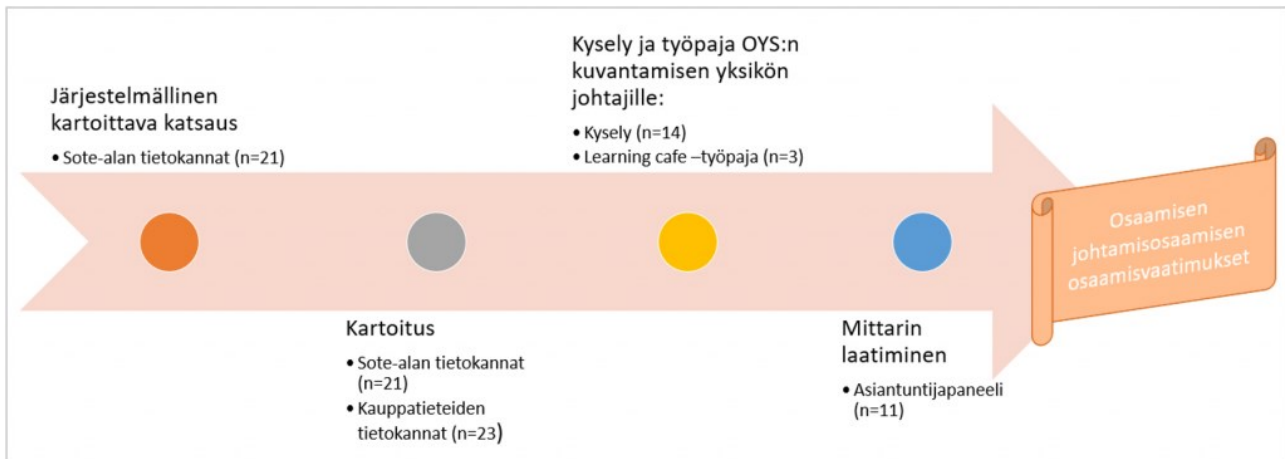 Järjestelmällinen
kartoittava katsaus
• Sote-alan tietokannat (n=21)
Kartoitus
• Sote-alan tietokannat
(n=21)
• Kauppatieteiden
tietokannat (n=23)
Kysely ja työpaja OYS:n
kuvantamisen yksikön
johtajille:
• Kysely (n=14)
• Learning cafe –työpaja (n=3)
Mittarin
laatiminen
• Asiantuntijapaneeli
(n=11)
Osaamisen
johtamisosaamisen
osaamisvaatimukset